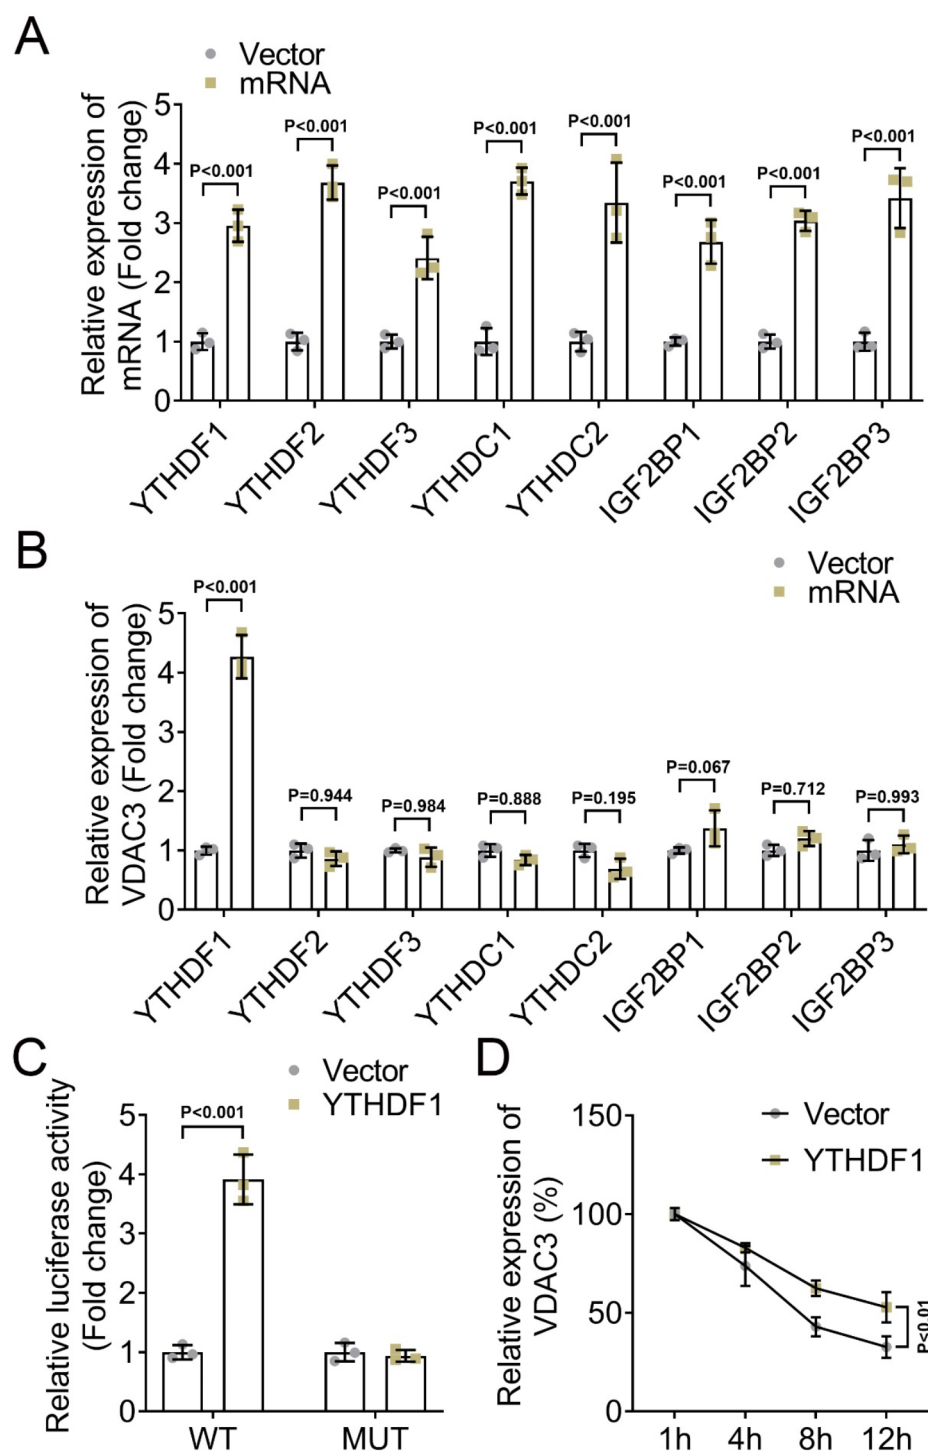 A
Vector
mRNA
Relative expression of
mRNA (Fold change)
5
4
3
2
1
0
P<0.001
P<0.001
P<0.001
P<0.001
P<0.001
P<0.001
P<0.001
P<0.001
YTHDF1
YTHDF2
YTHDF3
YTHDC1
YTHDC2
IGF2BP1
IGF2BP2
IGF2BP3
B
Vector
mRNA
Relative expression of
VDAC3 (Fold change)
5
4
3
2
1
0
P<0.001
P=0.944
P=0.984
P=0.888
P=0.195
P=0.067
P=0.712
P=0.993
YTHDF1
YTHDF2
YTHDF3
YTHDC1
YTHDC2
IGF2BP1
IGF2BP2
IGF2BP3
C
Vector
YTHDF1
Relative luciferase activity
(Fold change)
5
4
3
2
1
0
P<0.001
WT
MUT
D
Vector
YTHDF1
Relative expression of
VDAC3 (%)
150
100
50
0
P<0.01
1h
4h
8h
12h